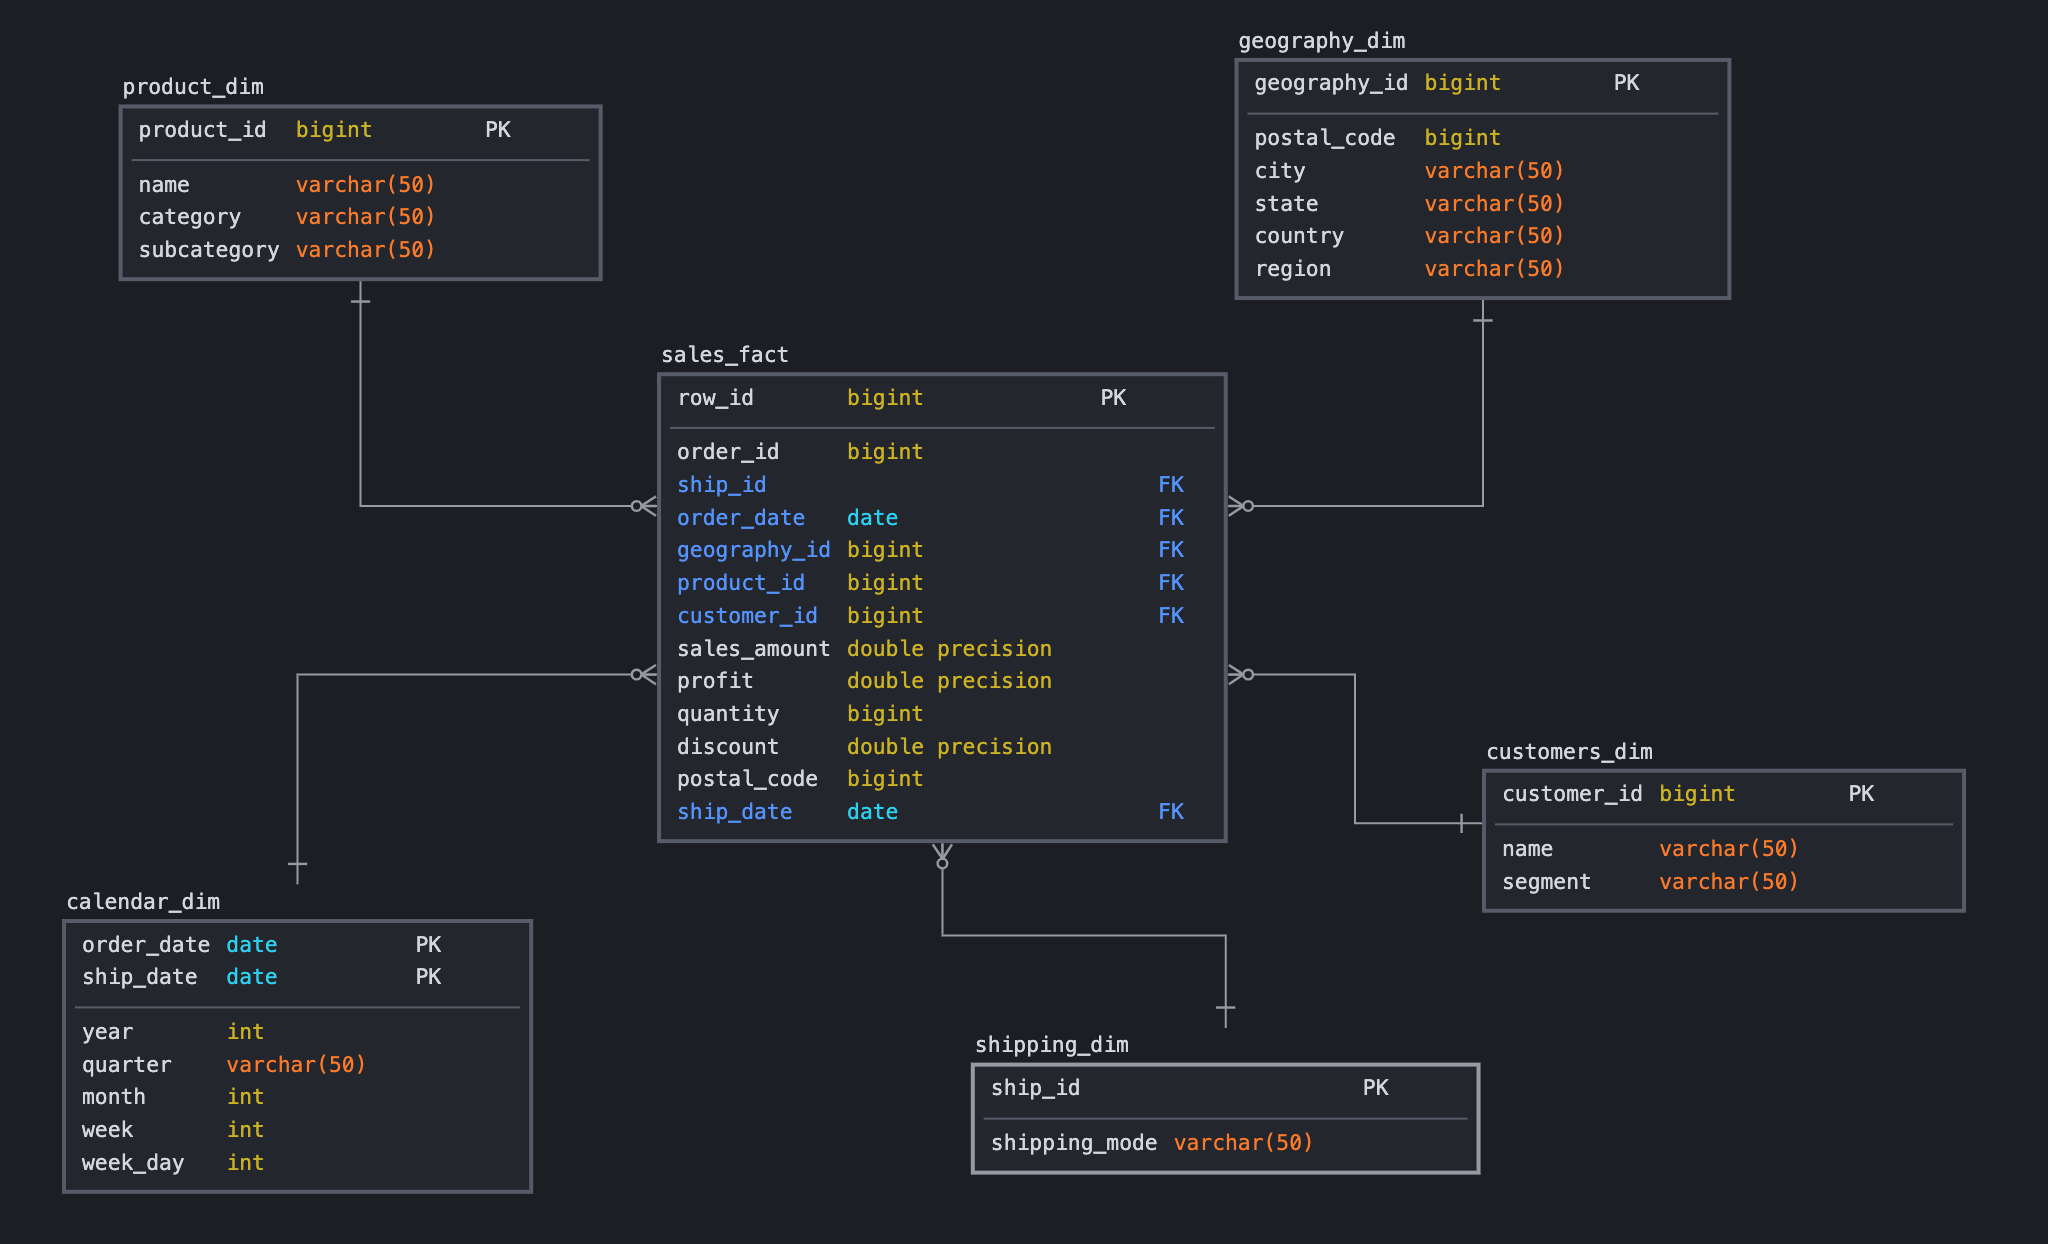 product_dim
product_id bigint PK
name varchar(50)
category varchar(50)
subcategory varchar(50)
geography_dim
geography_id bigint PK
postal_code bigint
city varchar(50)
state varchar(50)
country varchar(50)
region varchar(50)
sales_fact
row_id bigint PK
order_id bigint
ship_id FK
order_date date FK
geography_id bigint FK
product_id bigint FK
customer_id bigint FK
sales_amount double precision
profit double precision
quantity bigint
discount double precision
postal_code bigint
ship_date date FK
customers_dim
customer_id bigint PK
name varchar(50)
segment varchar(50)
calendar_dim
order_date date PK
ship_date date PK
year int
quarter varchar(50)
month int
week int
week_day int
shipping_dim
ship_id PK
shipping_mode varchar(50)